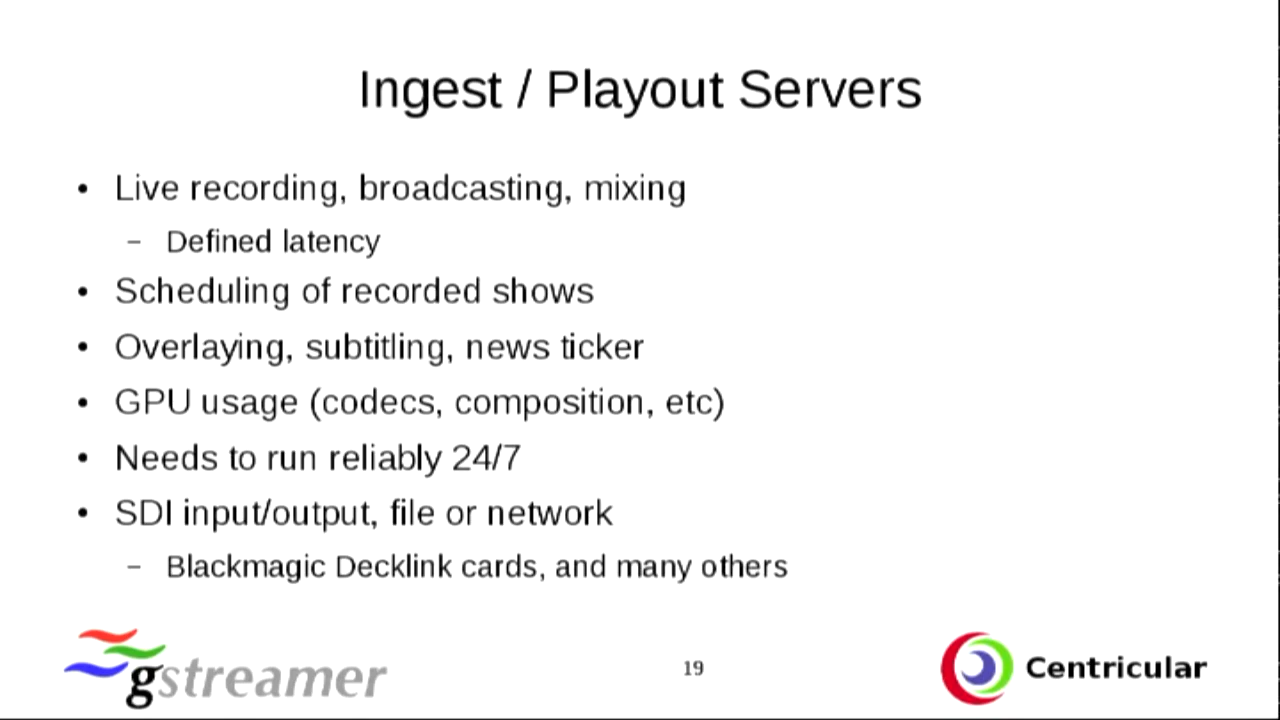 Ingest / Playout Servers
• Live recording, broadcasting, mixing
– Defined latency
• Scheduling of recorded shows
• Overlaying, subtitling, news ticker
• GPU usage (codecs, composition, etc)
• Needs to run reliably 24/7
• SDI input/output, file or network
– Blackmagic Decklink cards, and many others
gstreamer
19
Centricular